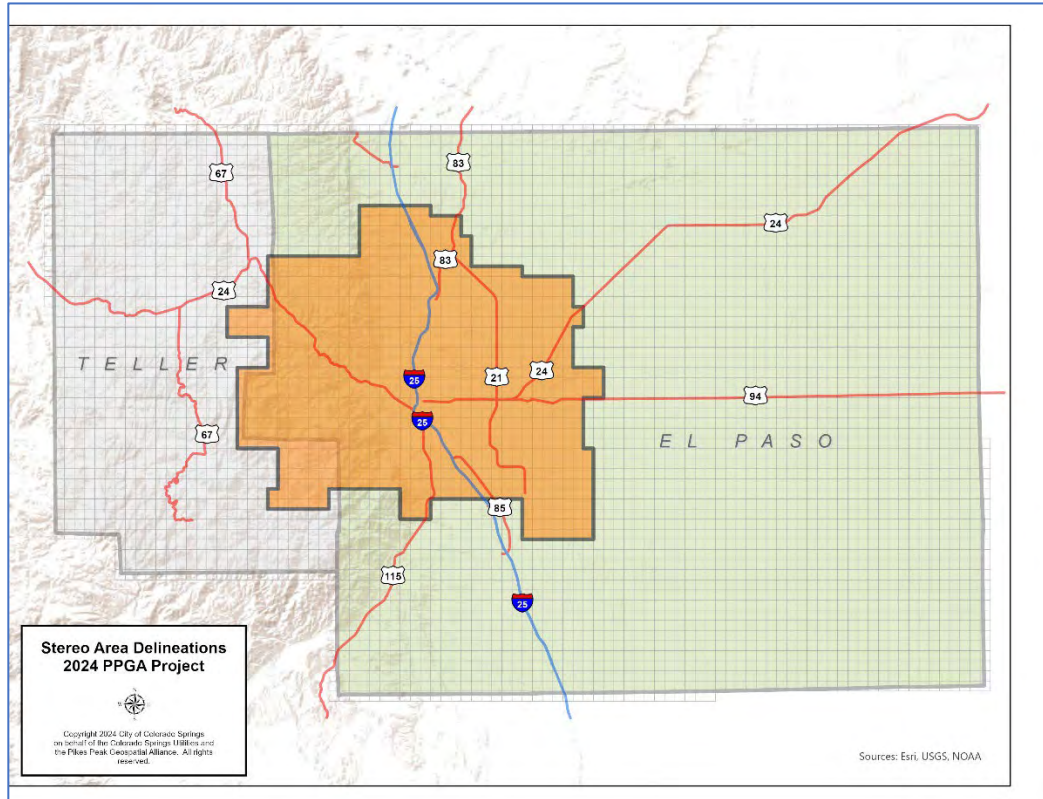 67
83
24
83
24
TELLER
25
21
24
94
25
67
EL PASO
85
115
25
Stereo Area Delineations
2024 PPGA Project
Copyright 2024 City of Colorado Springs
on behalf of the Colorado Springs Utilities and
the Pikes Peak Geospatial Alliance. All rights
reserved.
Sources: Esri, USGS, NOAA